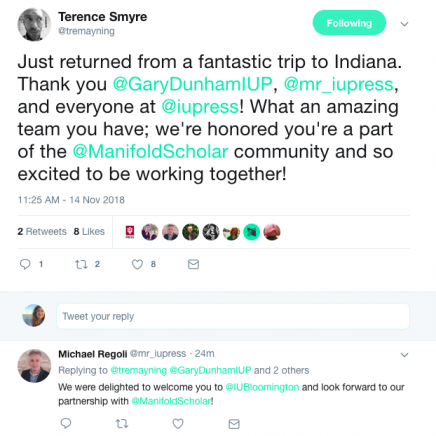 Terence Smyre
@tremayning
Following
Just returned from a fantastic trip to Indiana.
Thank you @GaryDunhamIUP, @mr_iupress,
and everyone at @iupress! What an amazing
team you have; we're honored you're a part
of the @ManifoldScholar community and so
excited to be working together!
11:25 AM - 14 Nov 2018
2 Retweets 8 Likes
1 2 8
Tweet your reply
Michael Regoli @mr_iupress · 24m
Replying to @tremayning @GaryDunhamIUP and 2 others
We were delighted to welcome you to @IUBloomington and look forward to our
partnership with @ManifoldScholar!